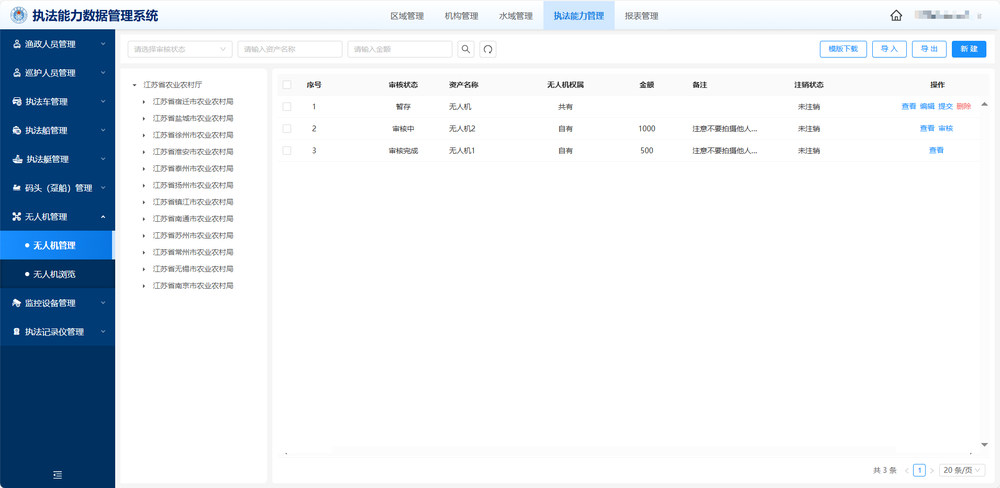 执法能力数据管理系统
区域管理 机构管理 水域管理 执法能力管理 报表管理
渔政人员管理
巡护人员管理
执法车管理
执法船管理
执法艇管理
码头（趸船）管理
无人机管理
无人机管理
无人机浏览
监控设备管理
执法记录仪管理
请选择审核状态 请输入资产名称 请输入金额
模版下载 导 入 导 出 新 建
江苏省农业农村厅
江苏省宿迁市农业农村局
江苏省盐城市农业农村局
江苏省徐州市农业农村局
江苏省淮安市农业农村局
江苏省泰州市农业农村局
江苏省扬州市农业农村局
江苏省镇江市农业农村局
江苏省南通市农业农村局
江苏省苏州市农业农村局
江苏省常州市农业农村局
江苏省无锡市农业农村局
江苏省南京市农业农村局
序号 审核状态 资产名称 无人机权属 金额 备注 注销状态 操作
1 暂存 无人机 共有 未注销 查看 编辑 提交 删除
2 审核中 无人机2 自有 1000 注意不要拍摄他人... 未注销 查看 审核
3 审核完成 无人机1 自有 500 注意不要拍摄他人... 未注销 查看
共 3 条 < 1 > 20 条/页